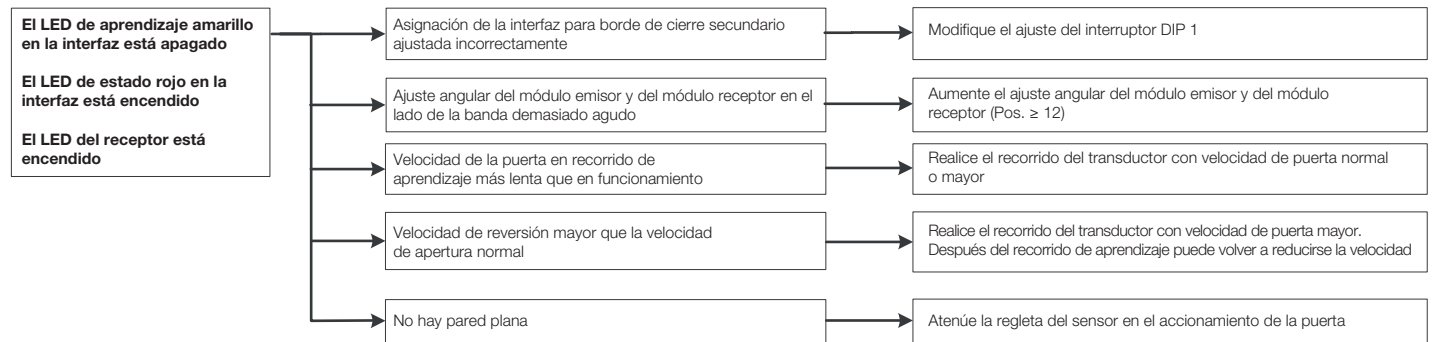 El LED de aprendizaje amarillo
en la interfaz está apagado
El LED de estado rojo en la
interfaz está encendido
El LED del receptor está
encendido
Asignación de la interfaz para borde de cierre secundario
ajustada incorrectamente
Modifique el ajuste del interruptor DIP 1
Ajuste angular del módulo emisor y del módulo receptor en el
lado de la banda demasiado agudo
Aumente el ajuste angular del módulo emisor y del módulo
receptor (Pos. ≥ 12)
Velocidad de la puerta en recorrido de
aprendizaje más lenta que en funcionamiento
Realice el recorrido del transductor con velocidad de puerta normal
o mayor
Velocidad de reversión mayor que la velocidad
de apertura normal
Realice el recorrido del transductor con velocidad de puerta mayor.
Después del recorrido de aprendizaje puede volver a reducirse la velocidad
No hay pared plana
Atenúe la regleta del sensor en el accionamiento de la puerta